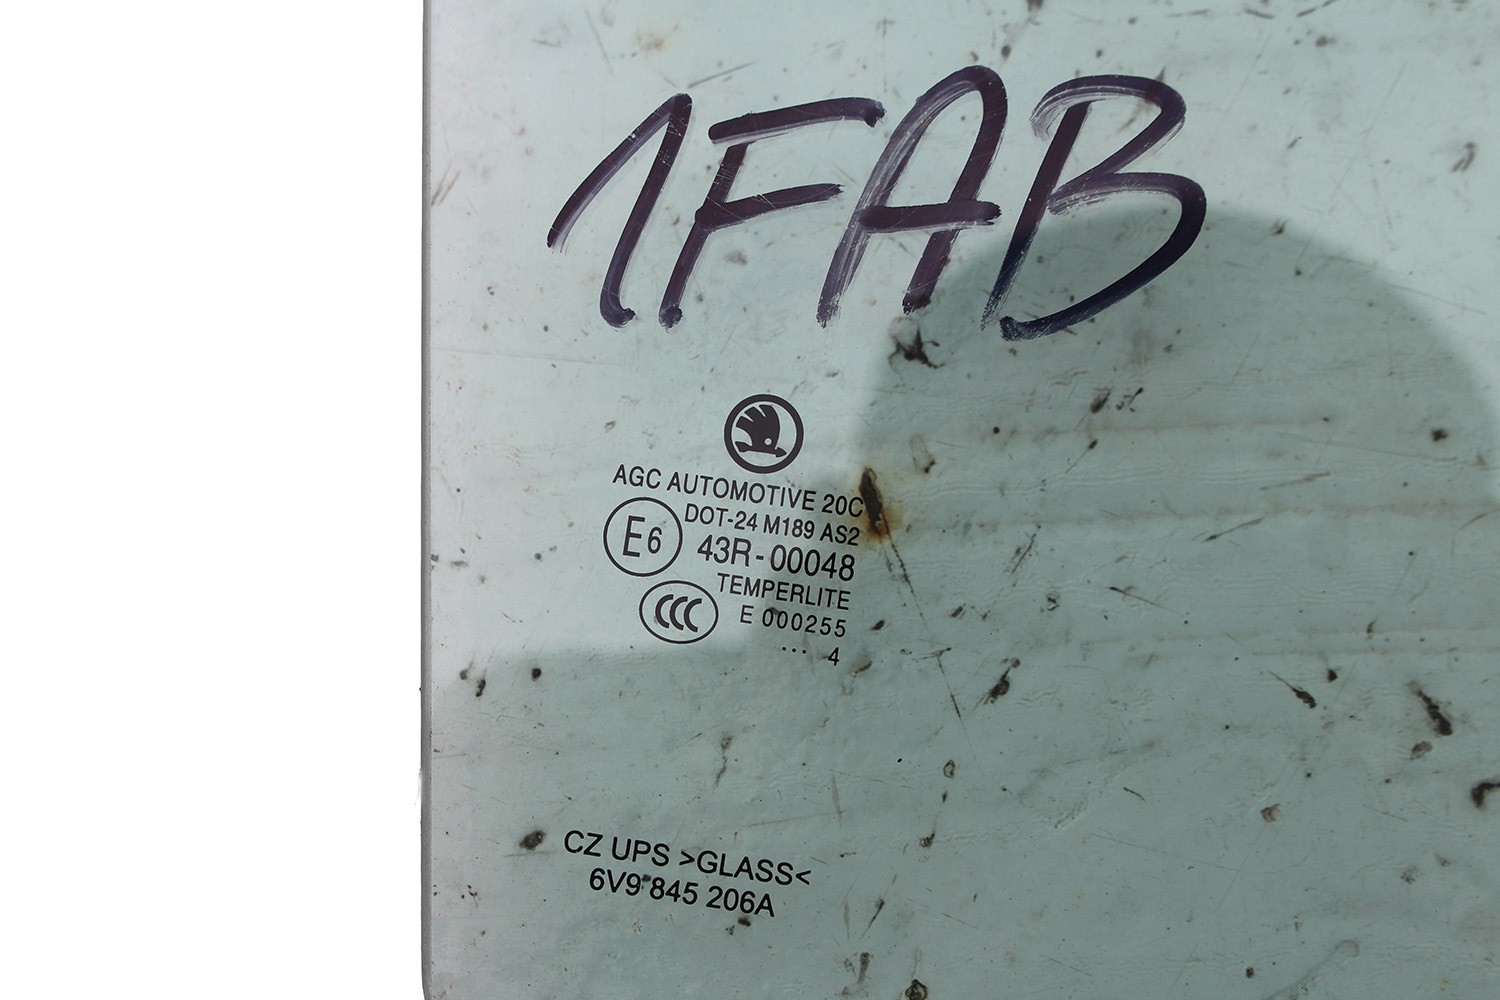 1FAB
AGC AUTOMOTIVE 20C
DOT-24 M189 AS2
E6 43R-00048
TEMPERLITE
CCC E 000255
... 4
CZ UPS >GLASS<
6V9 845 206A